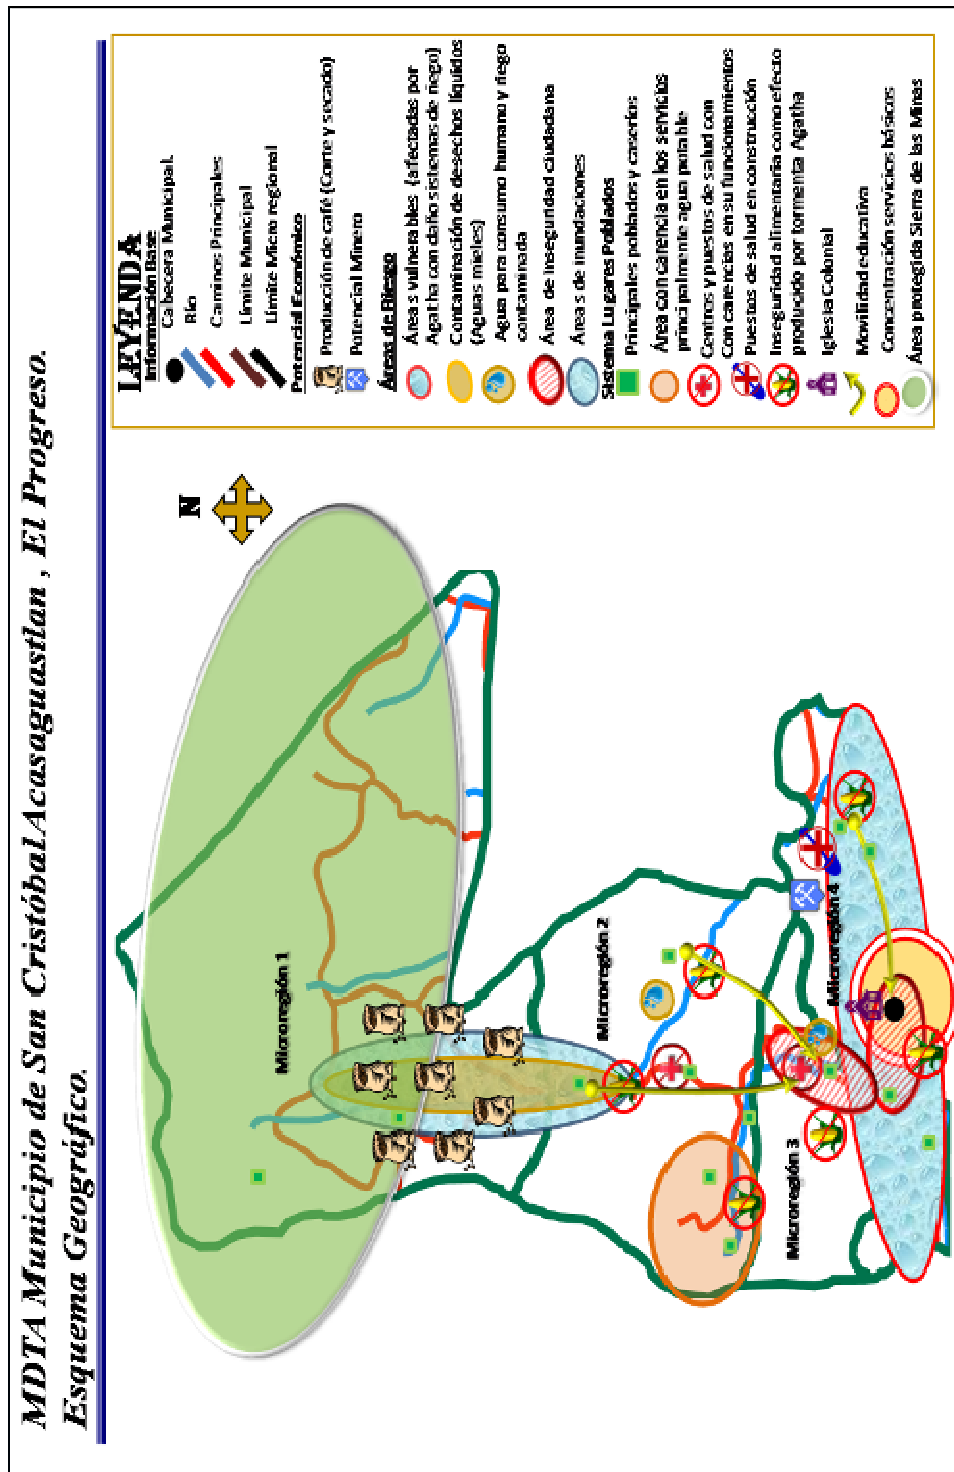 MDTA Municipio de San Cristóbal Acasaguastlan , El Progreso.
Esquema Geográfico.
N
Microregión 1
Microregión 2
Microregión 3
Microregión 4
LEYENDA
Información Base
Cabecera Municipal.
Río
Caminos Principales
Límite Municipal
Límite Micro regional
Potencial Económico
Producción de café (Corte y secado)
Potencial Minero
Áreas de Riesgo
Área s vulnerables (afectadas por
Agatha con daño sistemas de riego)
Contaminación de desechos líquidos
(Aguas mieles)
Agua para consumo humano y riego
contaminada
Área de inseguridad ciudadana
Área s de inundaciones
Sistema Lugares Poblados
Principales poblados y caseríos
Área con carencia en los servicios
principalmente agua potable
Centros y puestos de salud con
Con carencias en su funcionamientos
Puestos de salud en construcción
Inseguridad alimentaria como efecto
producido por tormenta Agatha
Iglesia Colonial
Movilidad educativa
Concentración servicios básicos
Área protegida Sierra de las Minas